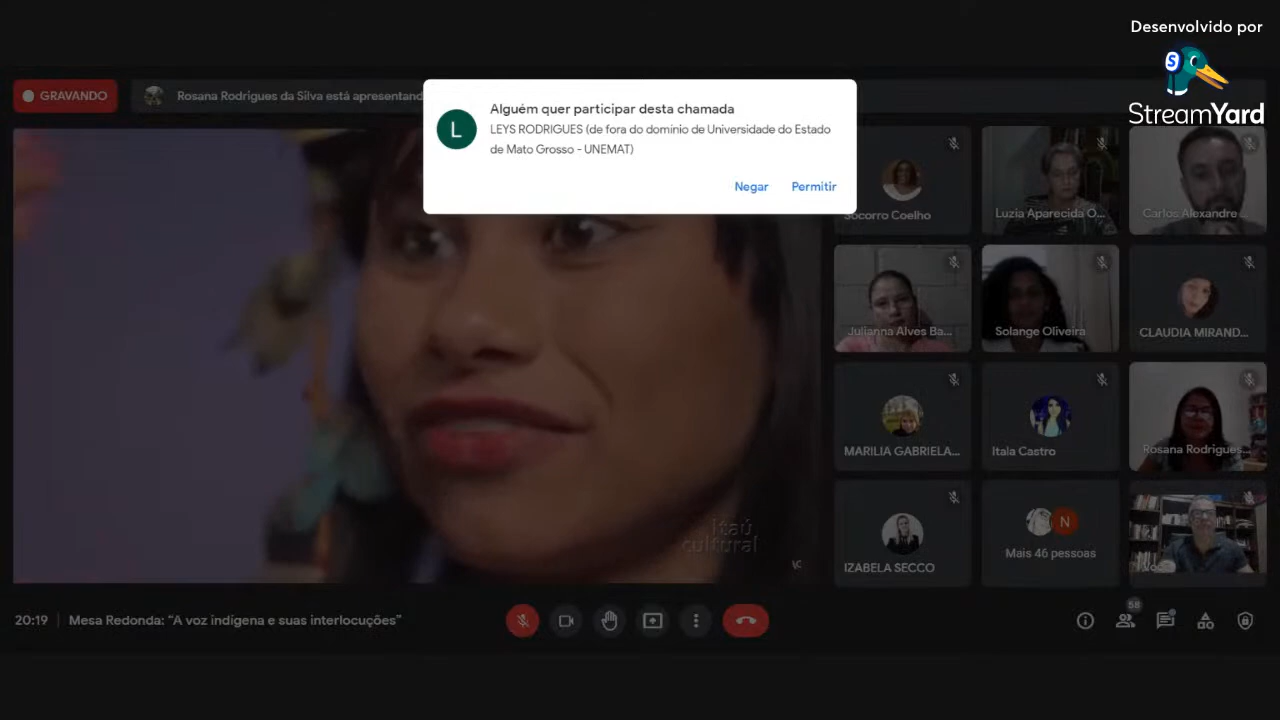 Desenvolvido por
StreamYard
GRAVANDO
Rosana Rodrigues da Silva está apresentand
Alguém quer participar desta chamada
L
LEYS RODRIGUES (de fora do domínio de Universidade do Estado
de Mato Grosso - UNEMAT)
Negar
Permitir
Socorro Coelho
Luzia Aparecida O...
Carlos Alexandre ...
Julianna Alves Ba...
Solange Oliveira
CLAUDIA MIRAND...
MARILIA GABRIELA...
Itala Castro
Rosana Rodrigues...
Itaú
cultural
IZABELA SECCO
N
Mais 46 pessoas
Você
20:19
Mesa Redonda: “A voz indígena e suas interlocuções”
58